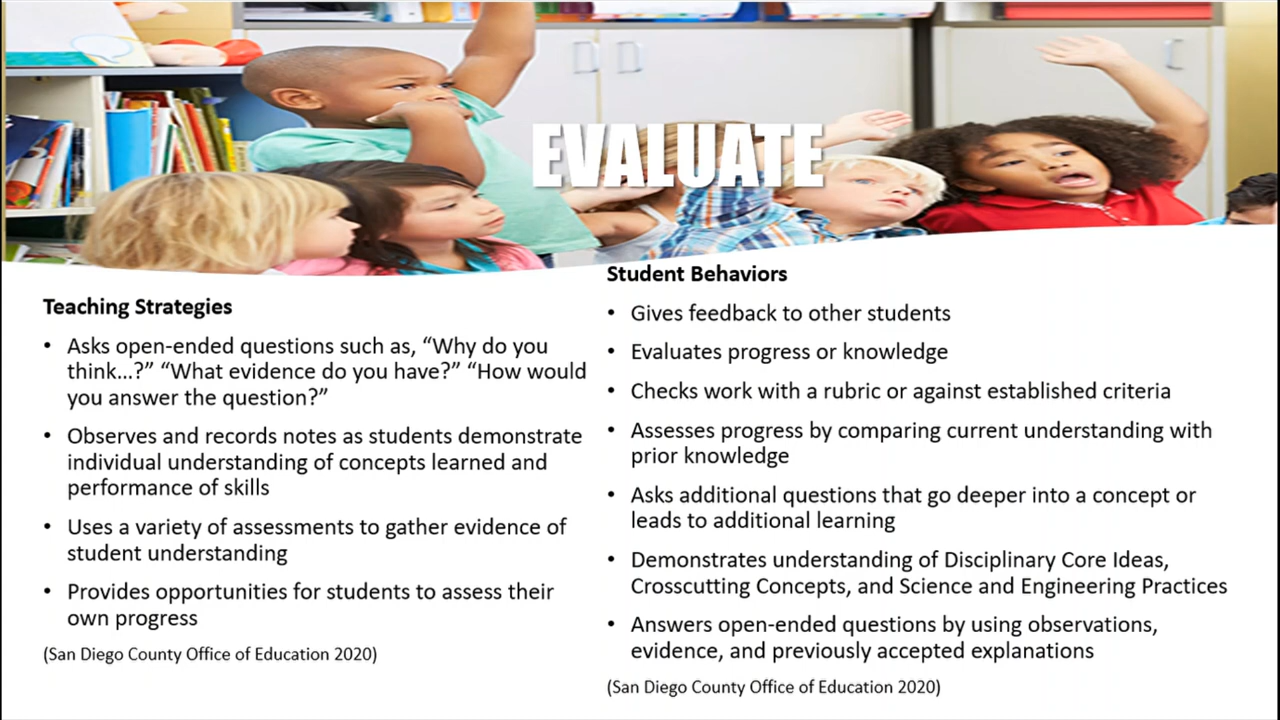 EVALUATE
Teaching Strategies
• Asks open-ended questions such as, “Why do you
think...?” “What evidence do you have?” “How would
you answer the question?”
• Observes and records notes as students demonstrate
individual understanding of concepts learned and
performance of skills
• Uses a variety of assessments to gather evidence of
student understanding
• Provides opportunities for students to assess their
own progress
(San Diego County Office of Education 2020)
Student Behaviors
• Gives feedback to other students
• Evaluates progress or knowledge
• Checks work with a rubric or against established criteria
• Assesses progress by comparing current understanding with
prior knowledge
• Asks additional questions that go deeper into a concept or
leads to additional learning
• Demonstrates understanding of Disciplinary Core Ideas,
Crosscutting Concepts, and Science and Engineering Practices
• Answers open-ended questions by using observations,
evidence, and previously accepted explanations
(San Diego County Office of Education 2020)